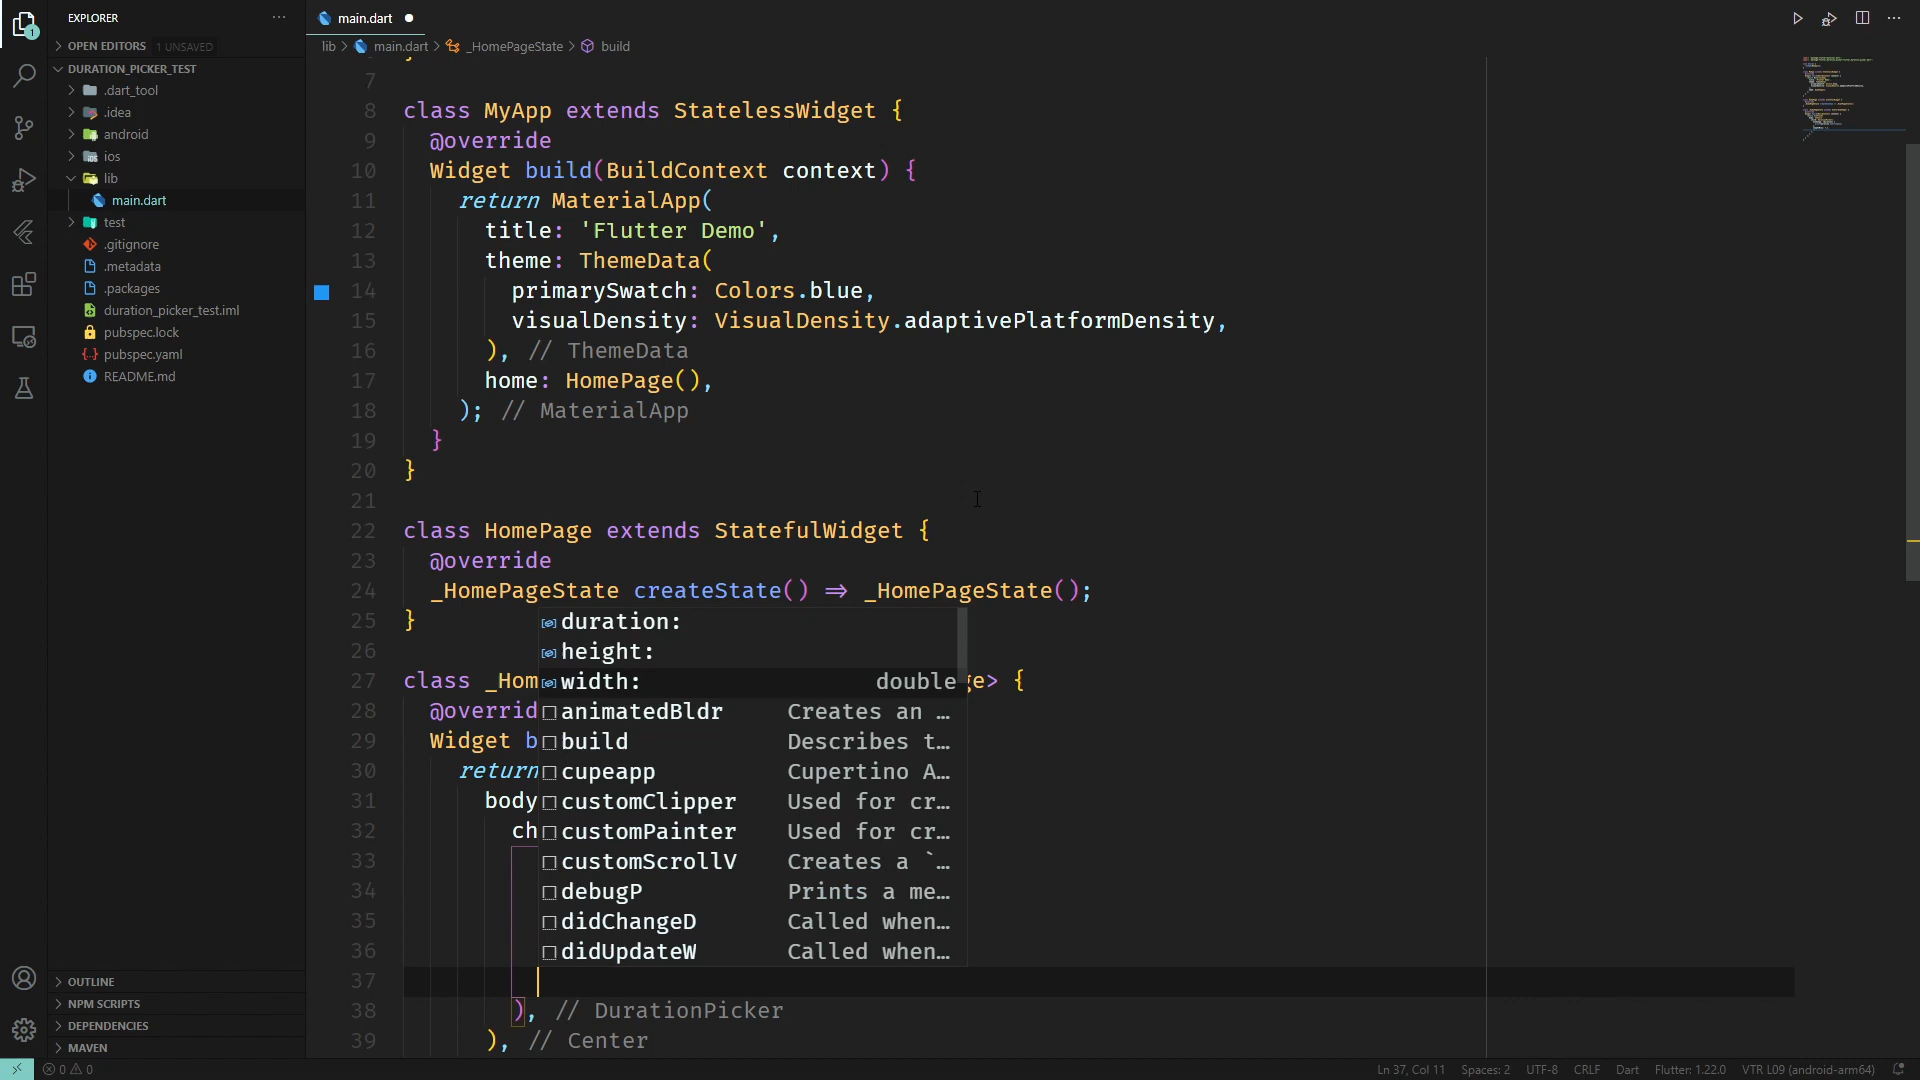 EXPLORER
OPEN EDITORS 1 UNSAVED
DURATION_PICKER_TEST
.dart_tool
.idea
android
ios
lib
main.dart
test
.gitignore
.metadata
.packages
duration_picker_test.iml
pubspec.lock
pubspec.yaml
README.md
OUTLINE
NPM SCRIPTS
DEPENDENCIES
MAVEN
main.dart
lib > main.dart > _HomePageState > build
7
8 class MyApp extends StatelessWidget {
9 @override
10 Widget build(BuildContext context) {
11 return MaterialApp(
12 title: 'Flutter Demo',
13 theme: ThemeData(
14 primarySwatch: Colors.blue,
15 visualDensity: VisualDensity.adaptivePlatformDensity,
16 ), // ThemeData
17 home: HomePage(),
18 ); // MaterialApp
19 }
20 }
21
22 class HomePage extends StatefulWidget {
23 @override
24 _HomePageState createState() => _HomePageState();
25 }
26
27 class _Hom ge> {
28 @overrid
29 Widget b
30 return
31 body
32 ch
33
34
35
36
37
38 ), // DurationPicker
39 ), // Center
duration:
height:
width: double
animatedBldr Creates an …
build Describes t…
cupeapp Cupertino A…
customClipper Used for cr…
customPainter Used for cr…
customScrollV Creates a `…
debugP Prints a me…
didChangeD Called when…
didUpdateW Called when…
0 0
Ln 37, Col 11 Spaces: 2 UTF-8 CRLF Dart Flutter: 1.22.0 VTR L09 (android-arm64)